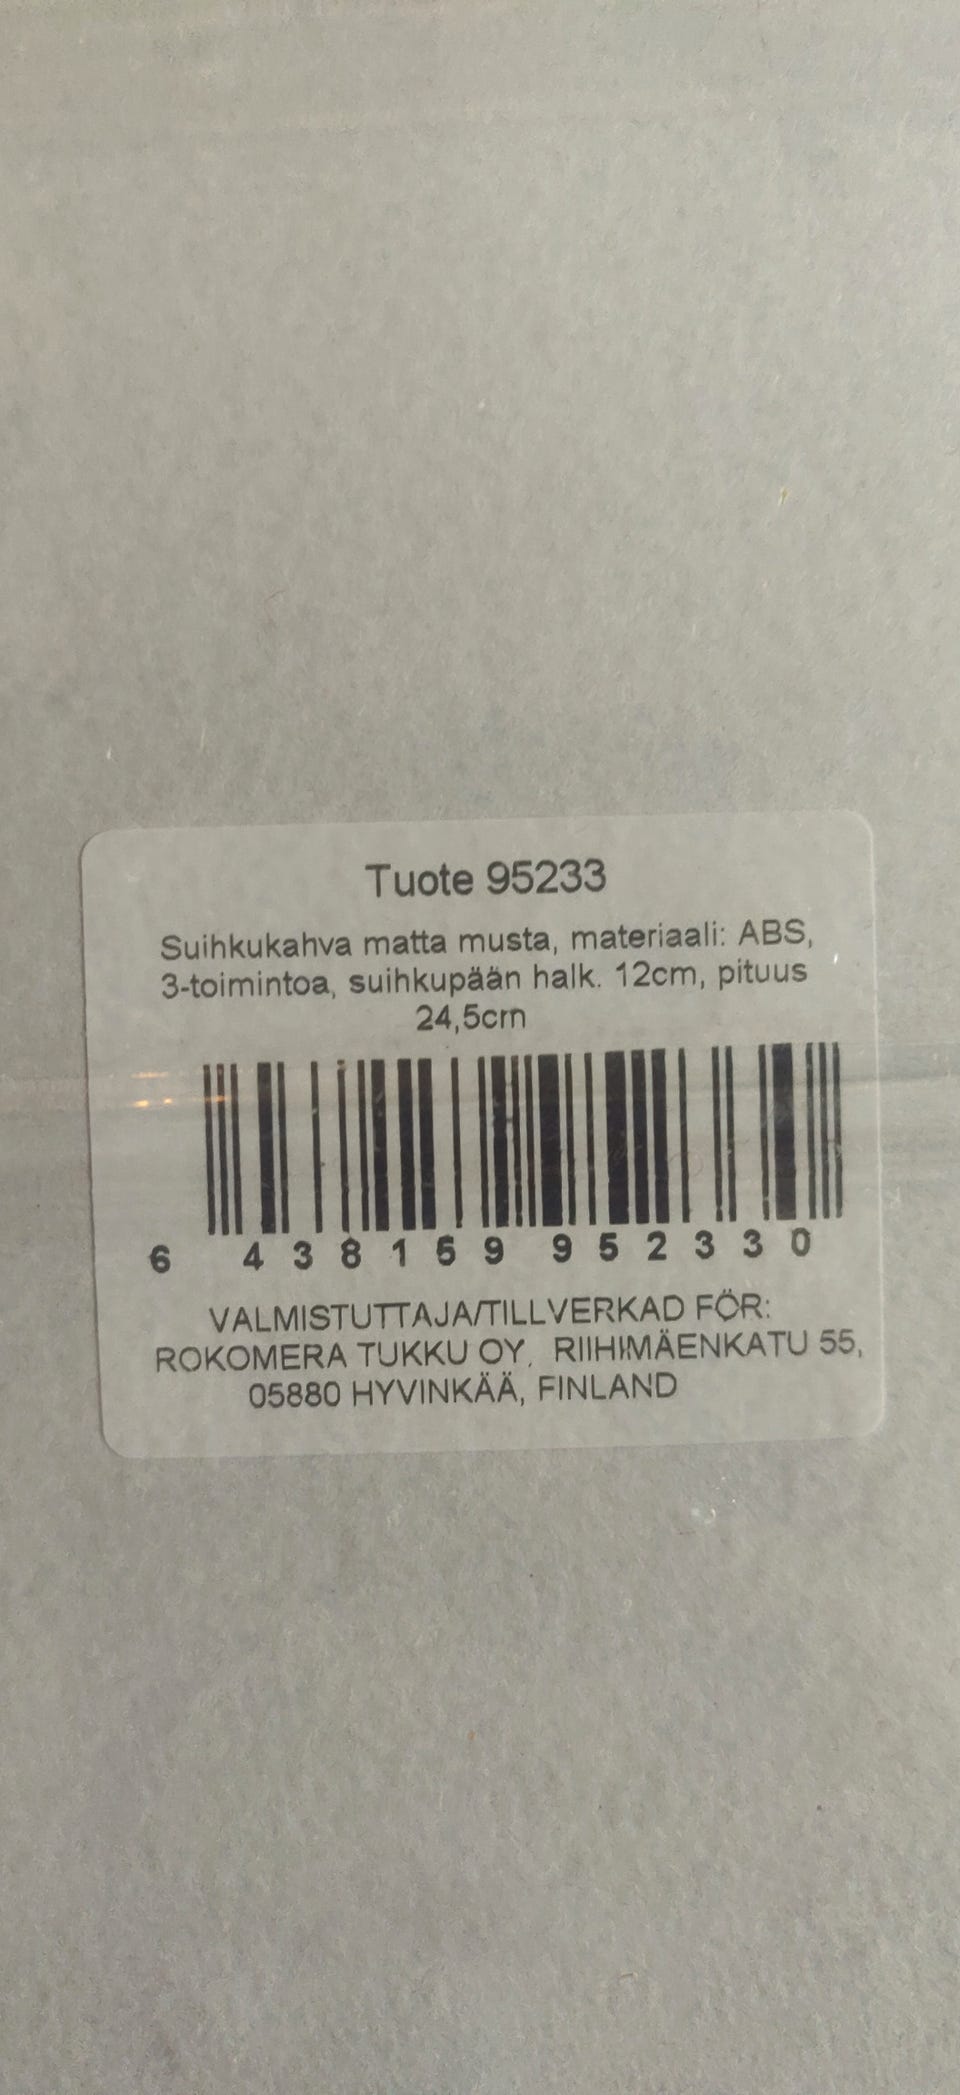 Tuote 95233
Suihkukahva matta musta, materiaali: ABS,
3-toimintoa, suihkupään halk. 12cm, pituus
24,5cm
6 438159 952330
VALMISTUTTAJA/TILLVERKAD FÖR:
ROKOMERA TUKKU OY, RIIHIMÄENKATU 55,
05880 HYVINKÄÄ, FINLAND